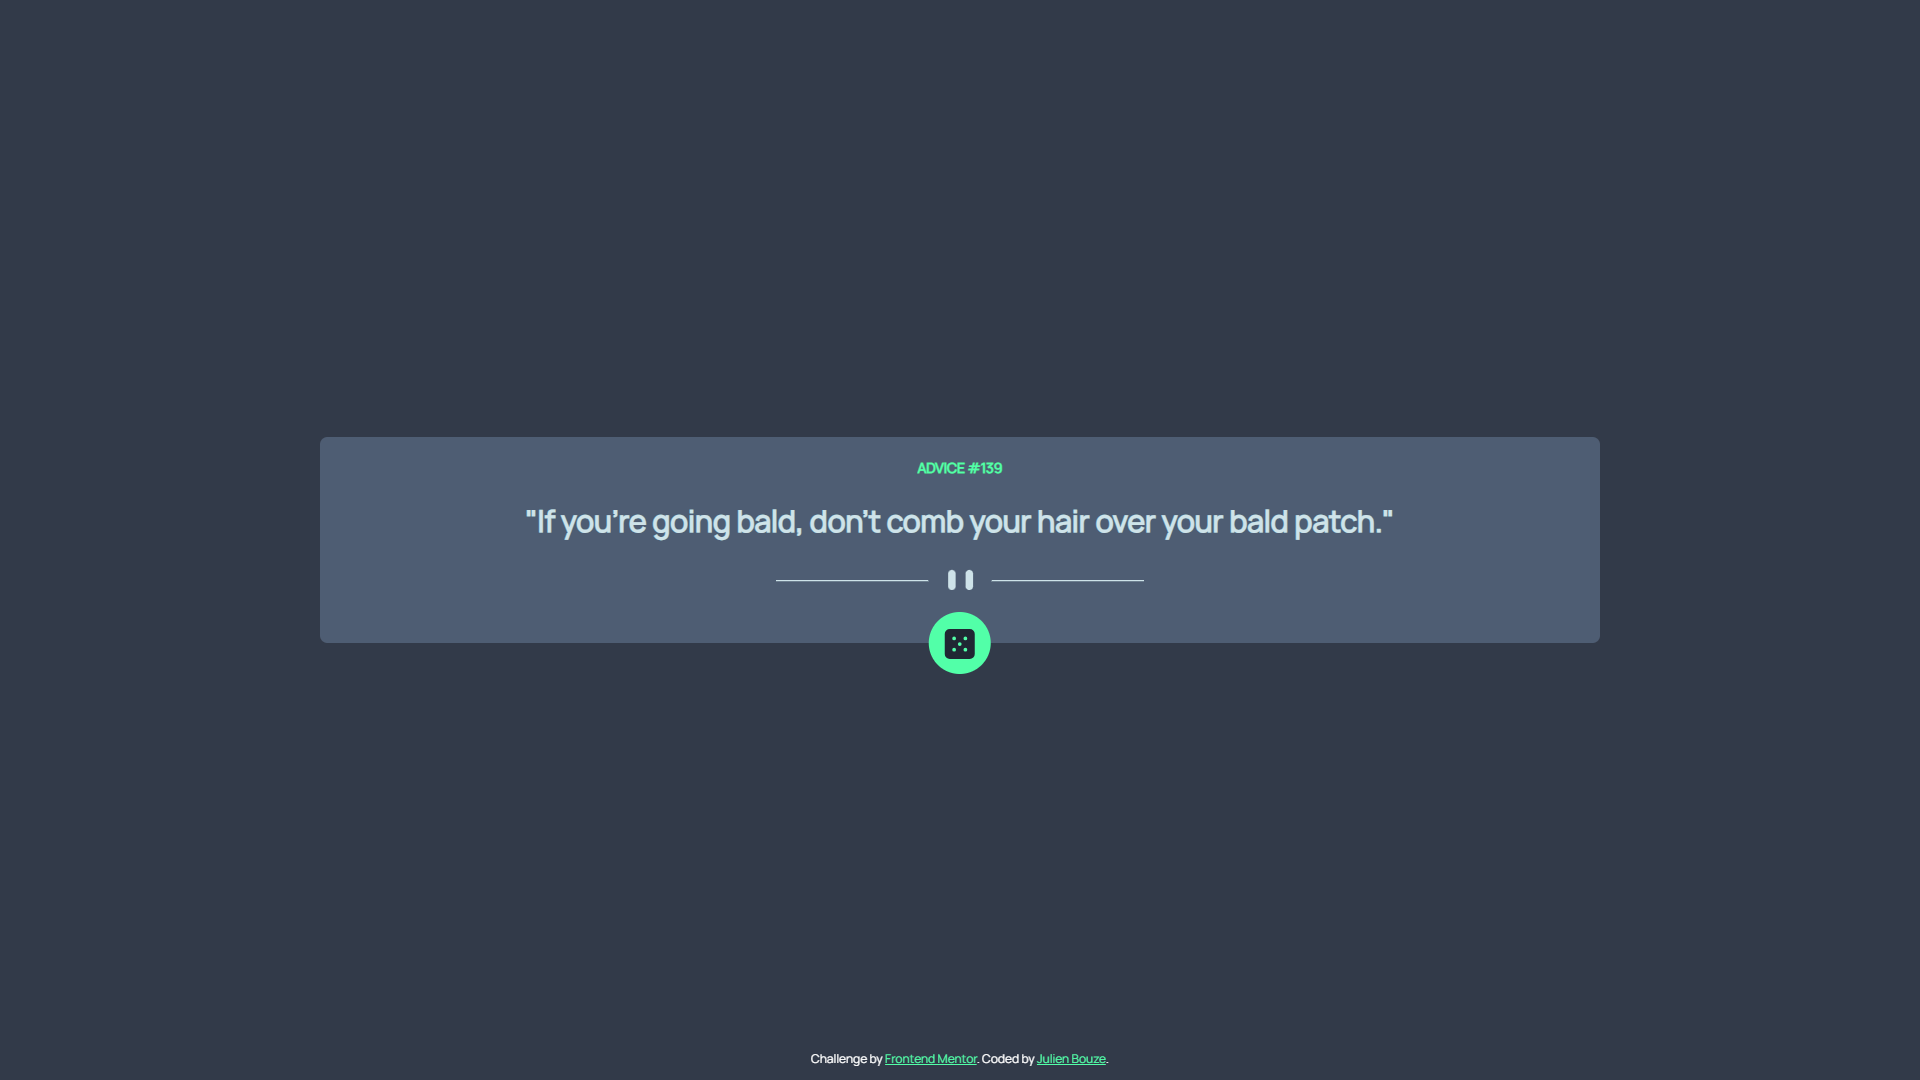 ADVICE #139
"If you’re going bald, don’t comb your hair over your bald patch."
Challenge by Frontend Mentor. Coded by Julien Bouze.